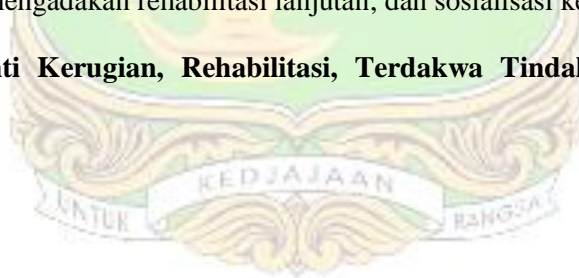 mengadakan rehabilitasi lanjutan, dan sosialisasi ke
ti Kerugian, Rehabilitasi, Terdakwa Tindak
UNTUK KEDJAJAAN BANGSA